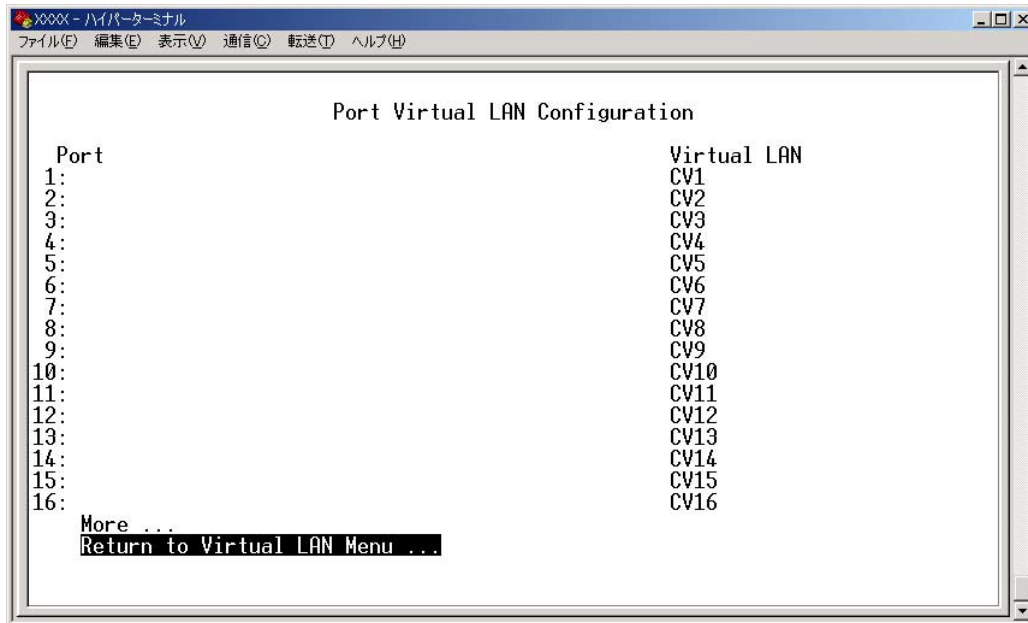 XXXX - ハイパーターミナル
ファイル(F) 編集(E) 表示(V) 通信(C) 転送(T) ヘルプ(H)
Port Virtual LAN Configuration
Port Virtual LAN
1: CV1
2: CV2
3: CV3
4: CV4
5: CV5
6: CV6
7: CV7
8: CV8
9: CV9
10: CV10
11: CV11
12: CV12
13: CV13
14: CV14
15: CV15
16: CV16
More ...
Return to Virtual LAN Menu ...